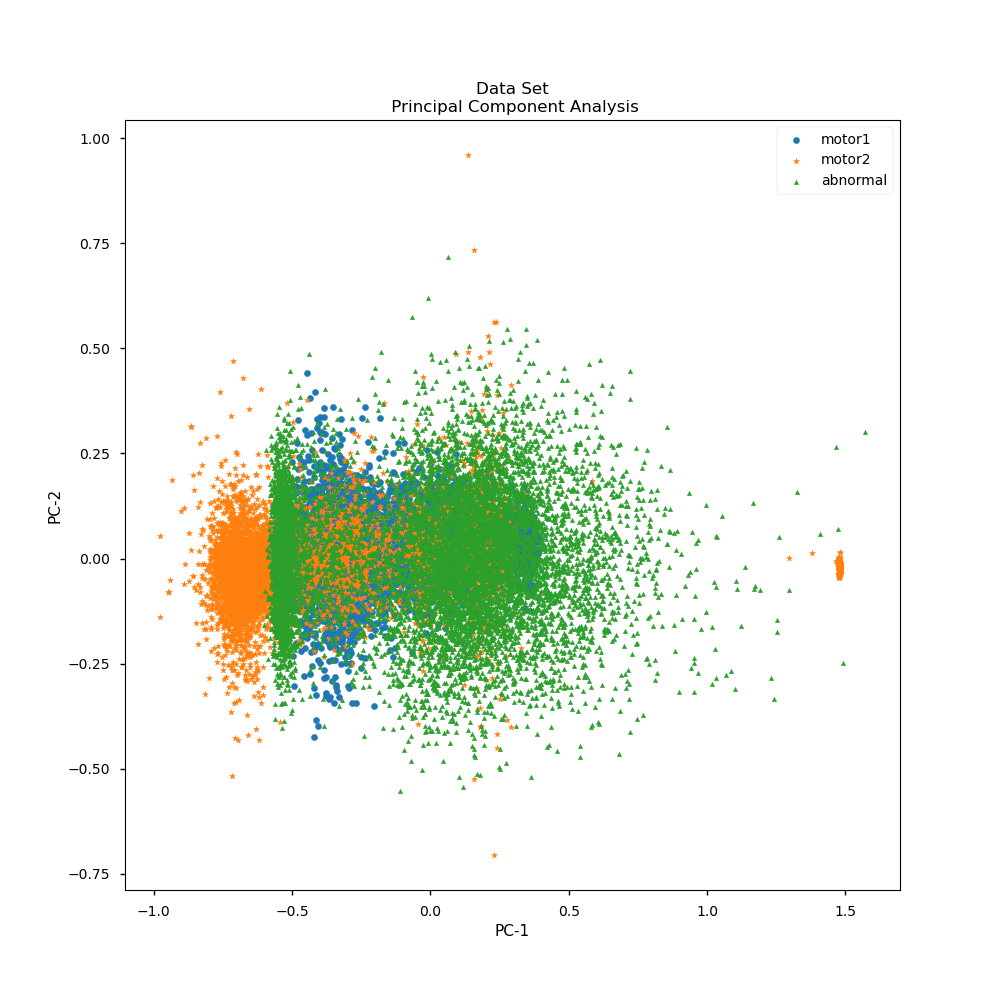 Data Set
Principal Component Analysis
motor1
motor2
abnormal
1.00
0.75
0.50
0.25
0.00
−0.25
−0.50
−0.75
PC-2
−1.0
−0.5
0.0
0.5
1.0
1.5
PC-1